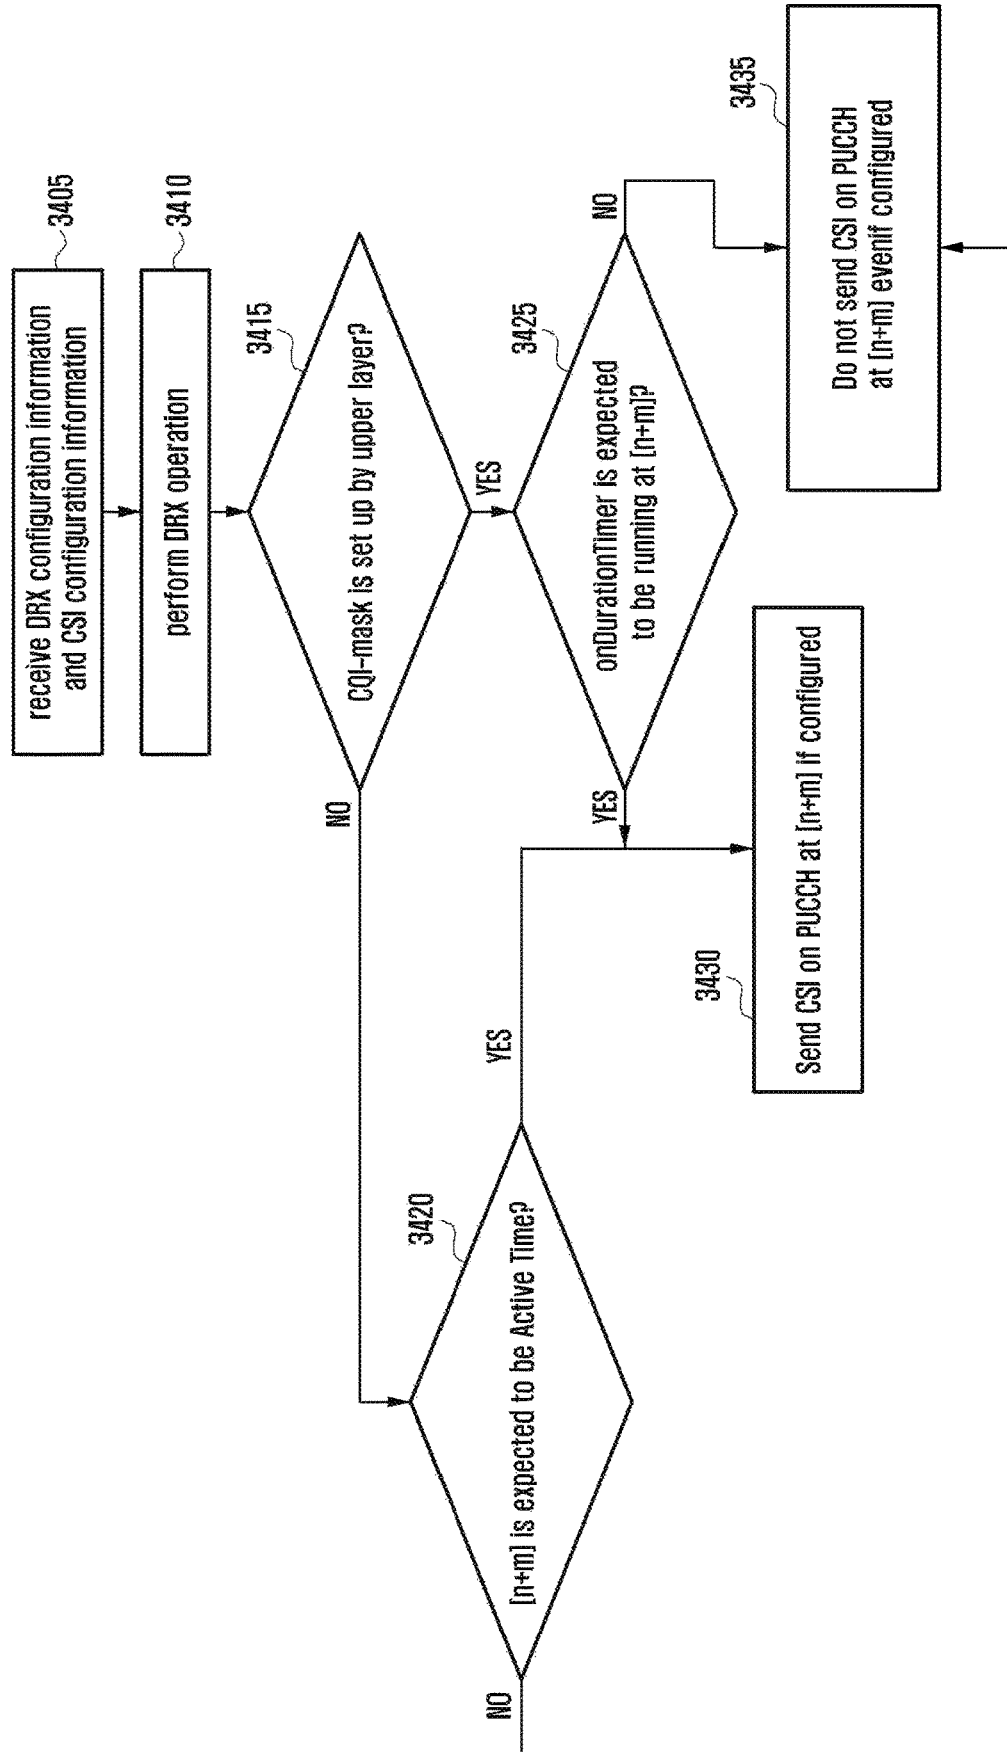 receive DRX configuration information
and CSI configuration information
3405
perform DRX operation
3410
3415
CQI-mask is set up by upper layer?
NO
YES
3420
[n+m] is expected to be Active Time?
NO
YES
3425
onDurationTimer is expected
to be running at [n+m]?
YES
NO
3430
Send CSI on PUCCH at [n+m] if configured
3435
Do not send CSI on PUCCH
at [n+m] evenif configured